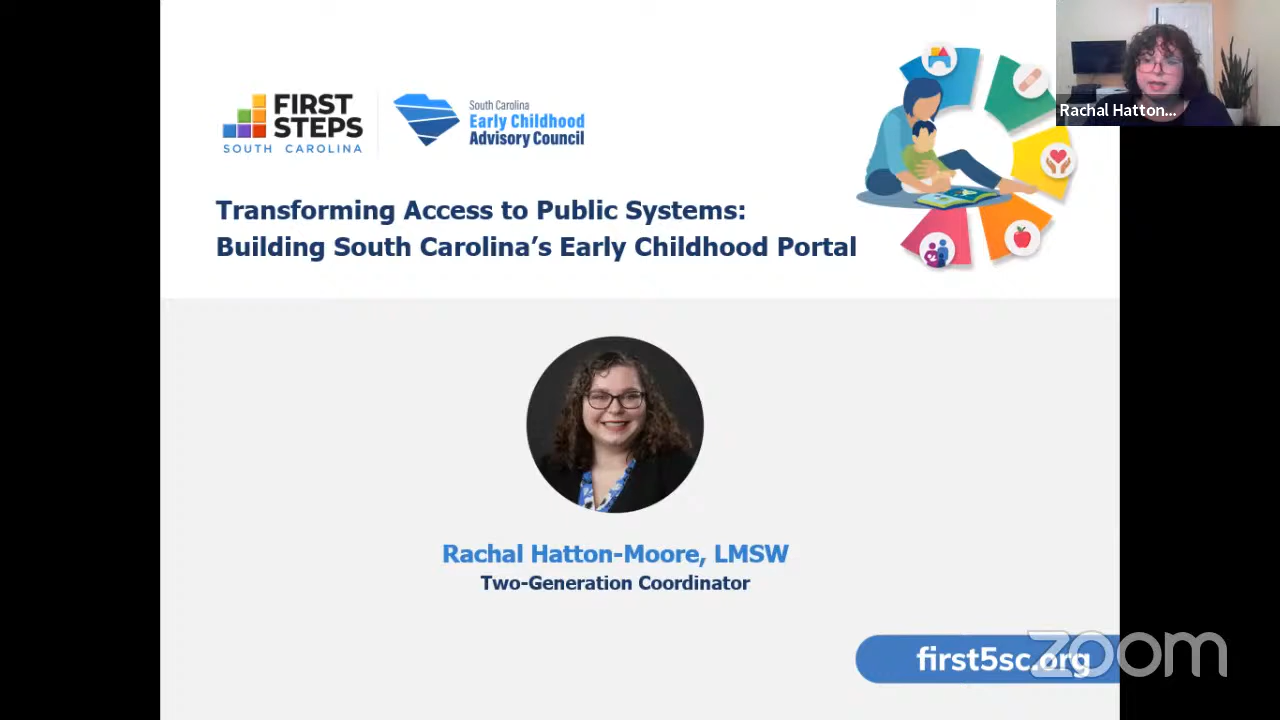 FIRST
STEPS
SOUTH CAROLINA
South Carolina
Early Childhood
Advisory Council
Rachal Hatton...
Transforming Access to Public Systems:
Building South Carolina’s Early Childhood Portal
Rachal Hatton-Moore, LMSW
Two-Generation Coordinator
first5sc.org
zoom